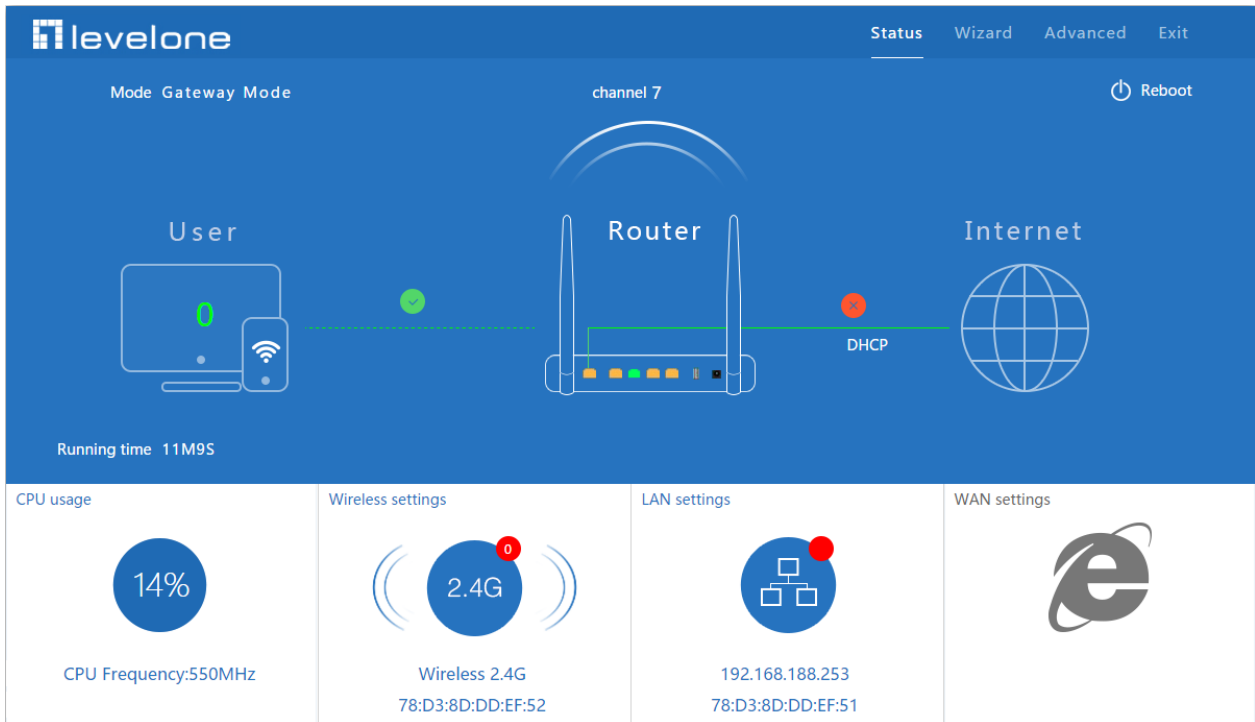 levelone
Status Wizard Advanced Exit
Mode Gateway Mode
channel 7
Reboot
User
Router
Internet
0
DHCP
Running time 11M9S
CPU usage
Wireless settings
LAN settings
WAN settings
14%
0
2.4G
CPU Frequency:550MHz
Wireless 2.4G
192.168.188.253
78:D3:8D:DD:EF:52
78:D3:8D:DD:EF:51